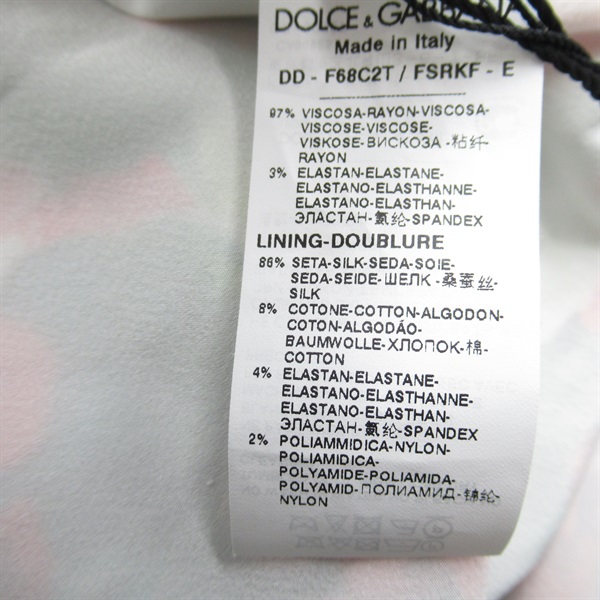 DOLCE & GABBANA
Made in Italy
DD - F68C2T / FSRKF - E
97% VISCOSA-RAYON-VISCOSA-
VISCOSE-VISCOSE-
VISKOSE-ВИСКОЗА -粘纤-
RAYON
3% ELASTAN-ELASTANE-
ELASTANO-ELASTHANNE-
ELASTANO-ELASTHAN-
ЭЛАСТАН-氨纶-SPANDEX
LINING-DOUBLURE
86% SETA-SILK-SEDA-SOIE-
SEDA-SEIDE-ШЕЛК -桑蚕丝-
SILK
8% COTONE-COTTON-ALGODON-
COTON-ALGODÃO-
BAUMWOLLE-ХЛОПОК-棉-
COTTON
4% ELASTAN-ELASTANE-
ELASTANO-ELASTHANNE-
ELASTANO-ELASTHAN-
ЭЛАСТАН-氨纶-SPANDEX
2% POLIAMMIDICA-NYLON-
POLIAMIDICA-
POLYAMIDE-POLIAMIDA-
POLYAMID-ПОЛИАМИД-锦纶-
NYLON